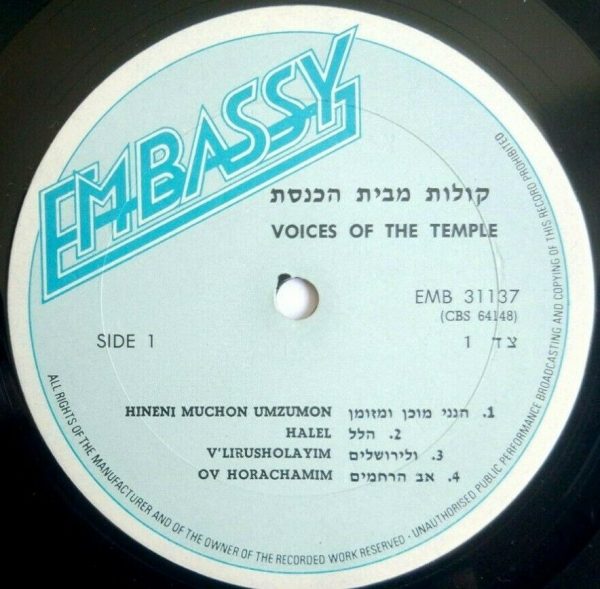 EMBASSY
קולות מבית הכנסת
VOICES OF THE TEMPLE
EMB 31137
(CBS 64148)
SIDE 1
צד 1
HINENI MUCHON UMZUMON 1. הנני מוכן ומזומן
HALEL 2. הלל
V'LIRUSHOLAYIM 3. ולירושלים
OV HORACHAMIM 4. אב הרחמים
ALL RIGHTS OF THE MANUFACTURER AND OF THE OWNER OF THE RECORDED WORK RESERVED · UNAUTHORISED PUBLIC PERFORMANCE BROADCASTING AND COPYING OF THIS RECORD PROHIBITED